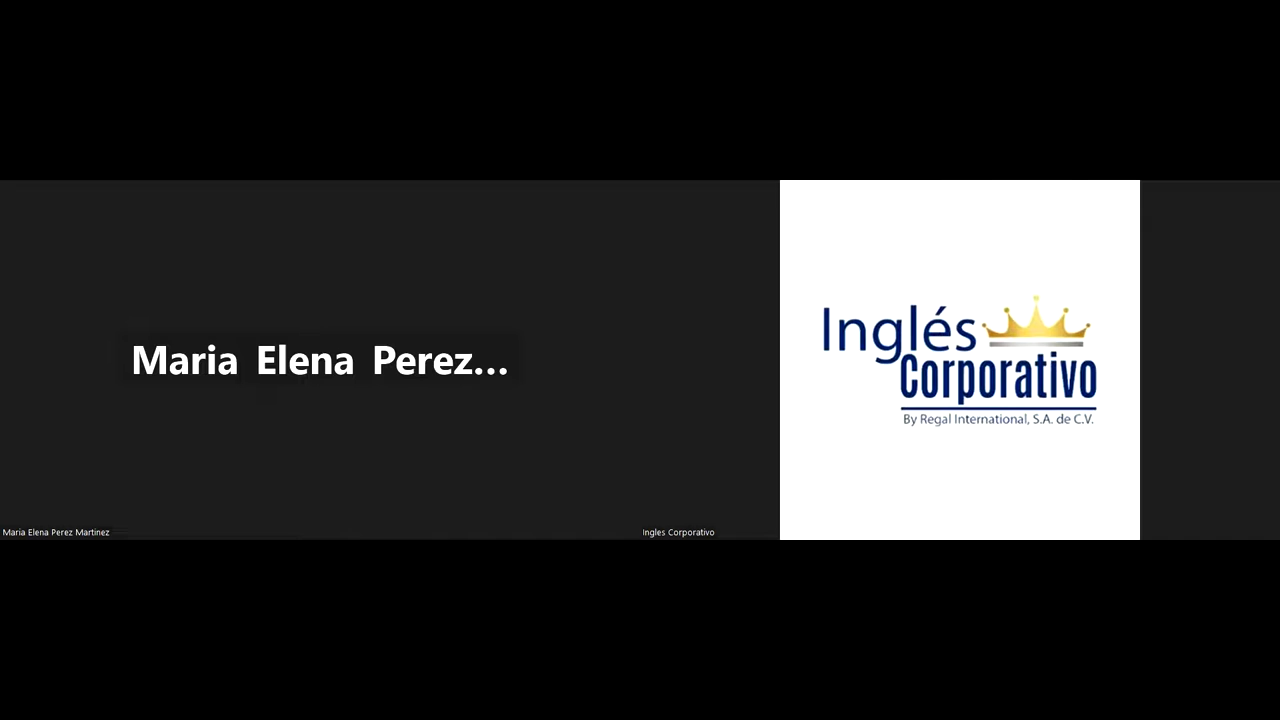 Maria Elena Perez...
Inglés
Corporativo
By Regal International, S.A. de C.V.
Maria Elena Perez Martinez
Ingles Corporativo